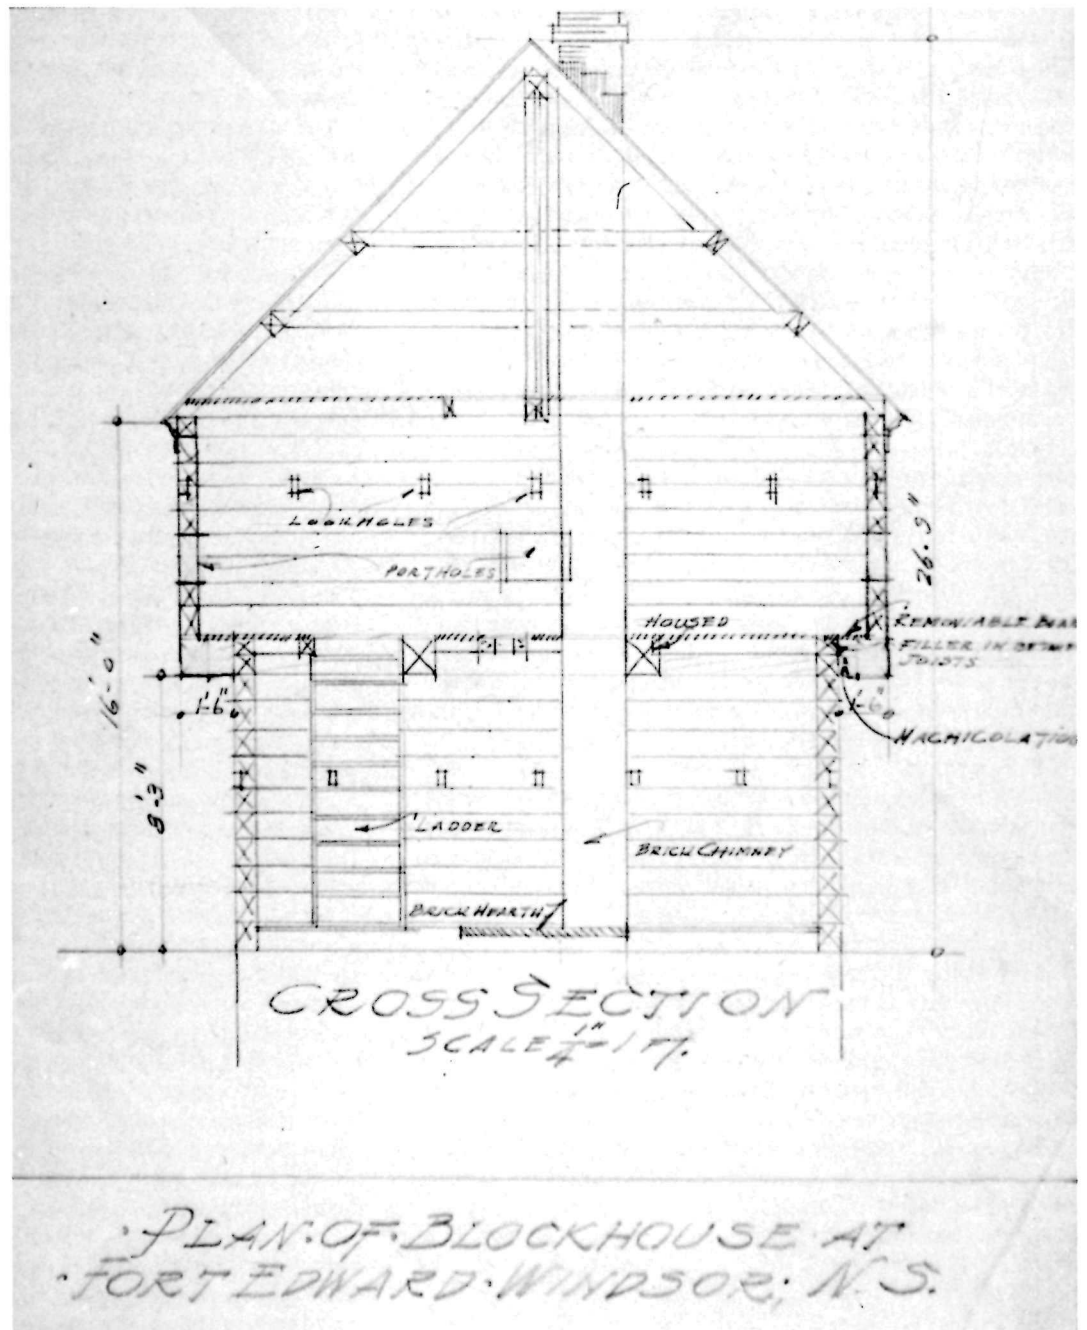 LOOKHOLES
PORTHOLES
26'-9"
HOUSED
REMOVABLE
FILLER IN
JOISTS
16'-0"
1'-6"
1'-6"
MACHICOLATION
8'-3"
LADDER
BRICK CHIMNEY
BRICK HEARTH
CROSS SECTION
SCALE 1/4" = 1 FT.
· PLAN · OF · BLOCKHOUSE AT
· FORT EDWARD · WINDSOR; N. S.